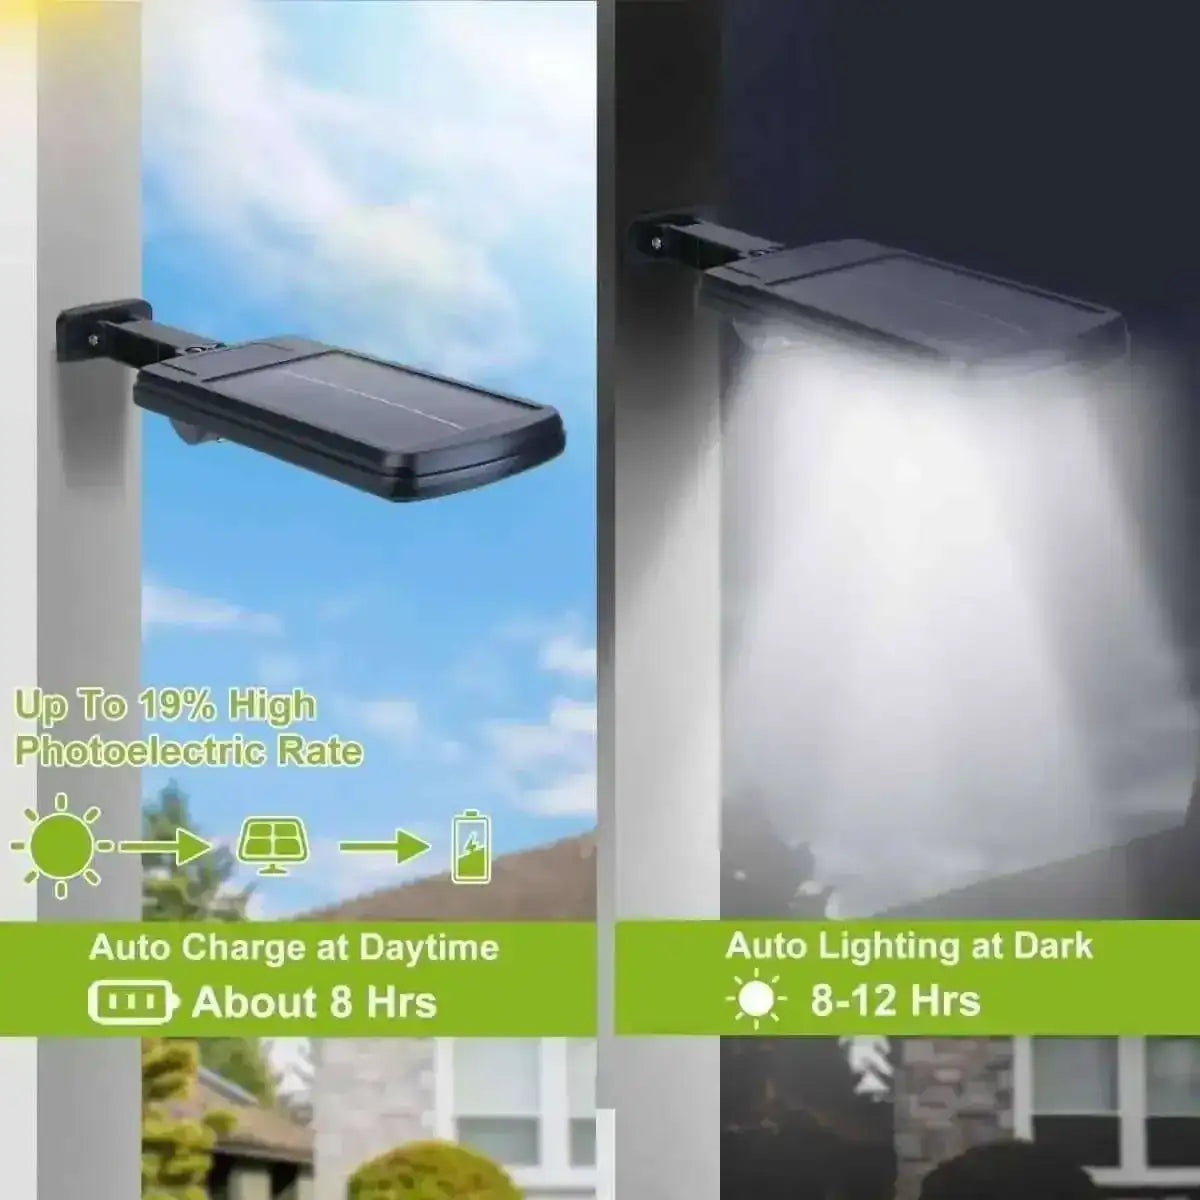 Up To 19% High
Photoelectric Rate
Auto Charge at Daytime
About 8 Hrs
Auto Lighting at Dark
8-12 Hrs